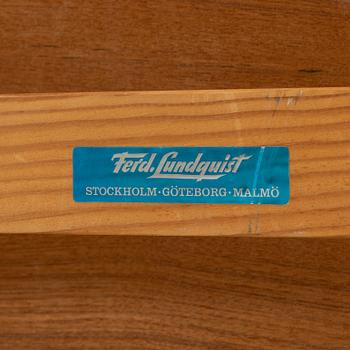 Ferd. Lundquist
STOCKHOLM·GÖTEBORG·MALMÖ